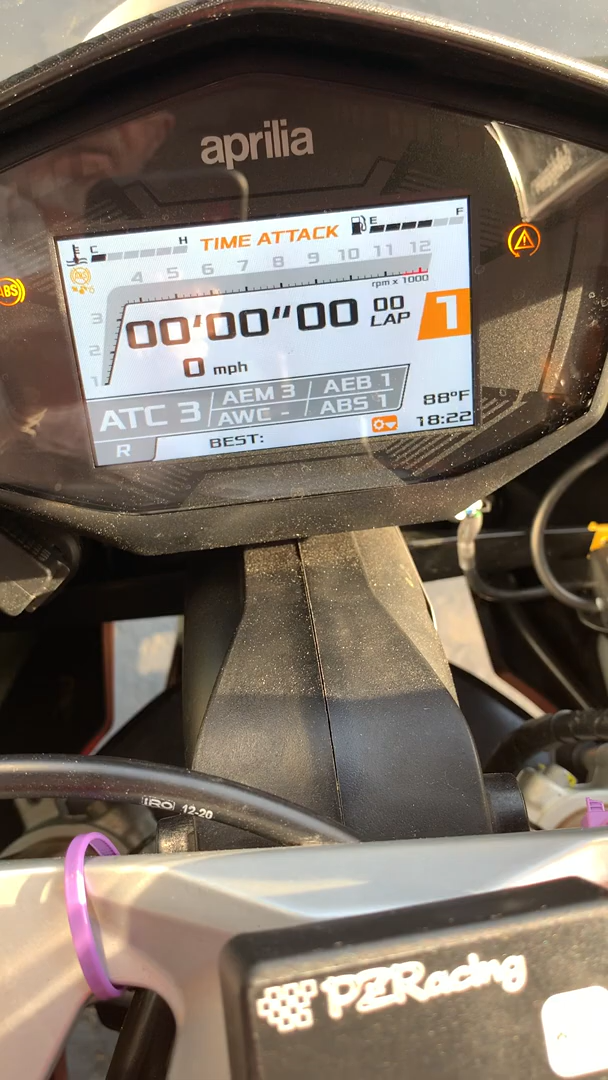 aprilia
C H TIME ATTACK E F
4 5 6 7 8 9 10 11 12
rpm x 1000
ABS
3
2
1
00'00"00 00 LAP 1
0 mph
ATC 3 AEM 3 AEB 1
AWC - ABS 1
88°F
R BEST: 18:22
IRO 12-20
PZRacing